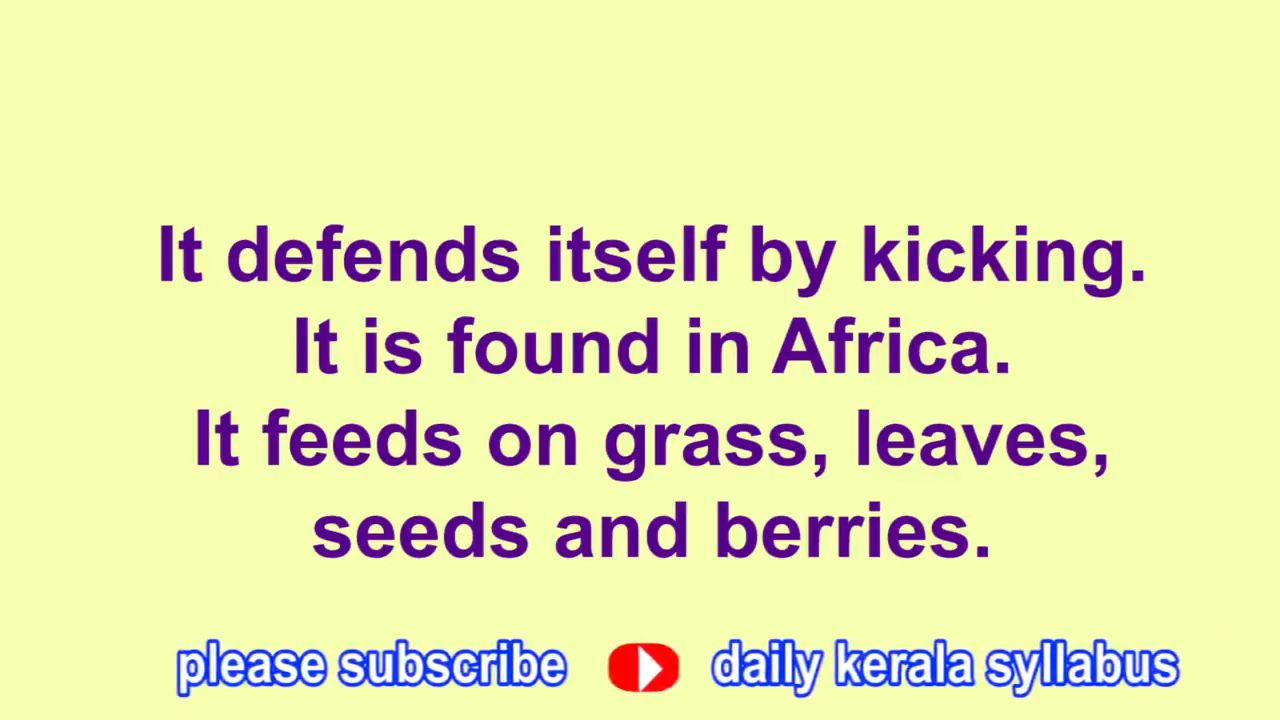 It defends itself by kicking.
It is found in Africa.
It feeds on grass, leaves,
seeds and berries.
please subscribe daily kerala syllabus